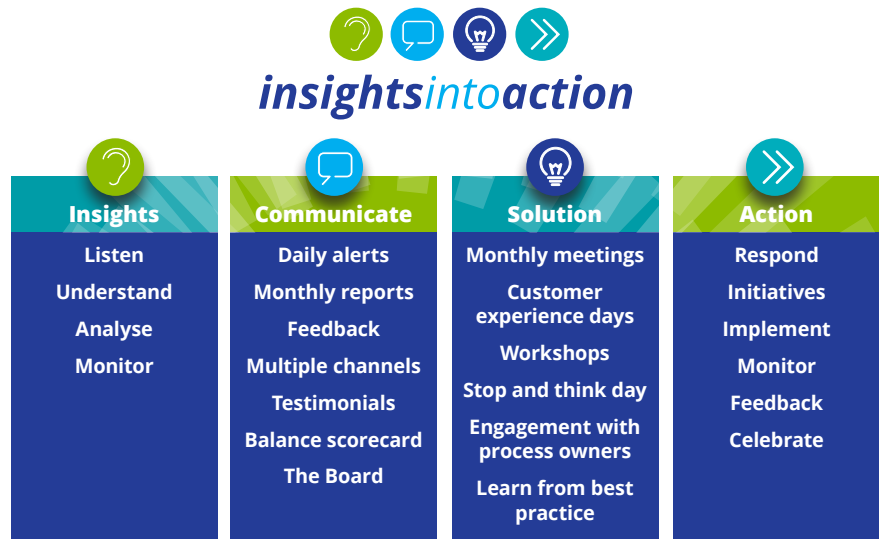 insightsintoaction
Insights
Listen
Understand
Analyse
Monitor
Communicate
Daily alerts
Monthly reports
Feedback
Multiple channels
Testimonials
Balance scorecard
The Board
Solution
Monthly meetings
Customer
experience days
Workshops
Stop and think day
Engagement with
process owners
Learn from best
practice
Action
Respond
Initiatives
Implement
Monitor
Feedback
Celebrate